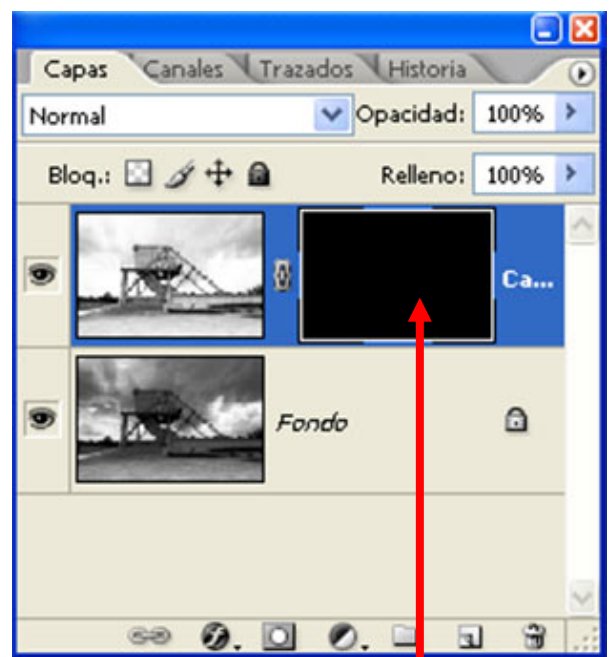 Capas Canales Trazados Historia
Normal Opacidad: 100%
Bloq.: Relleno: 100%
Ca...
Fondo